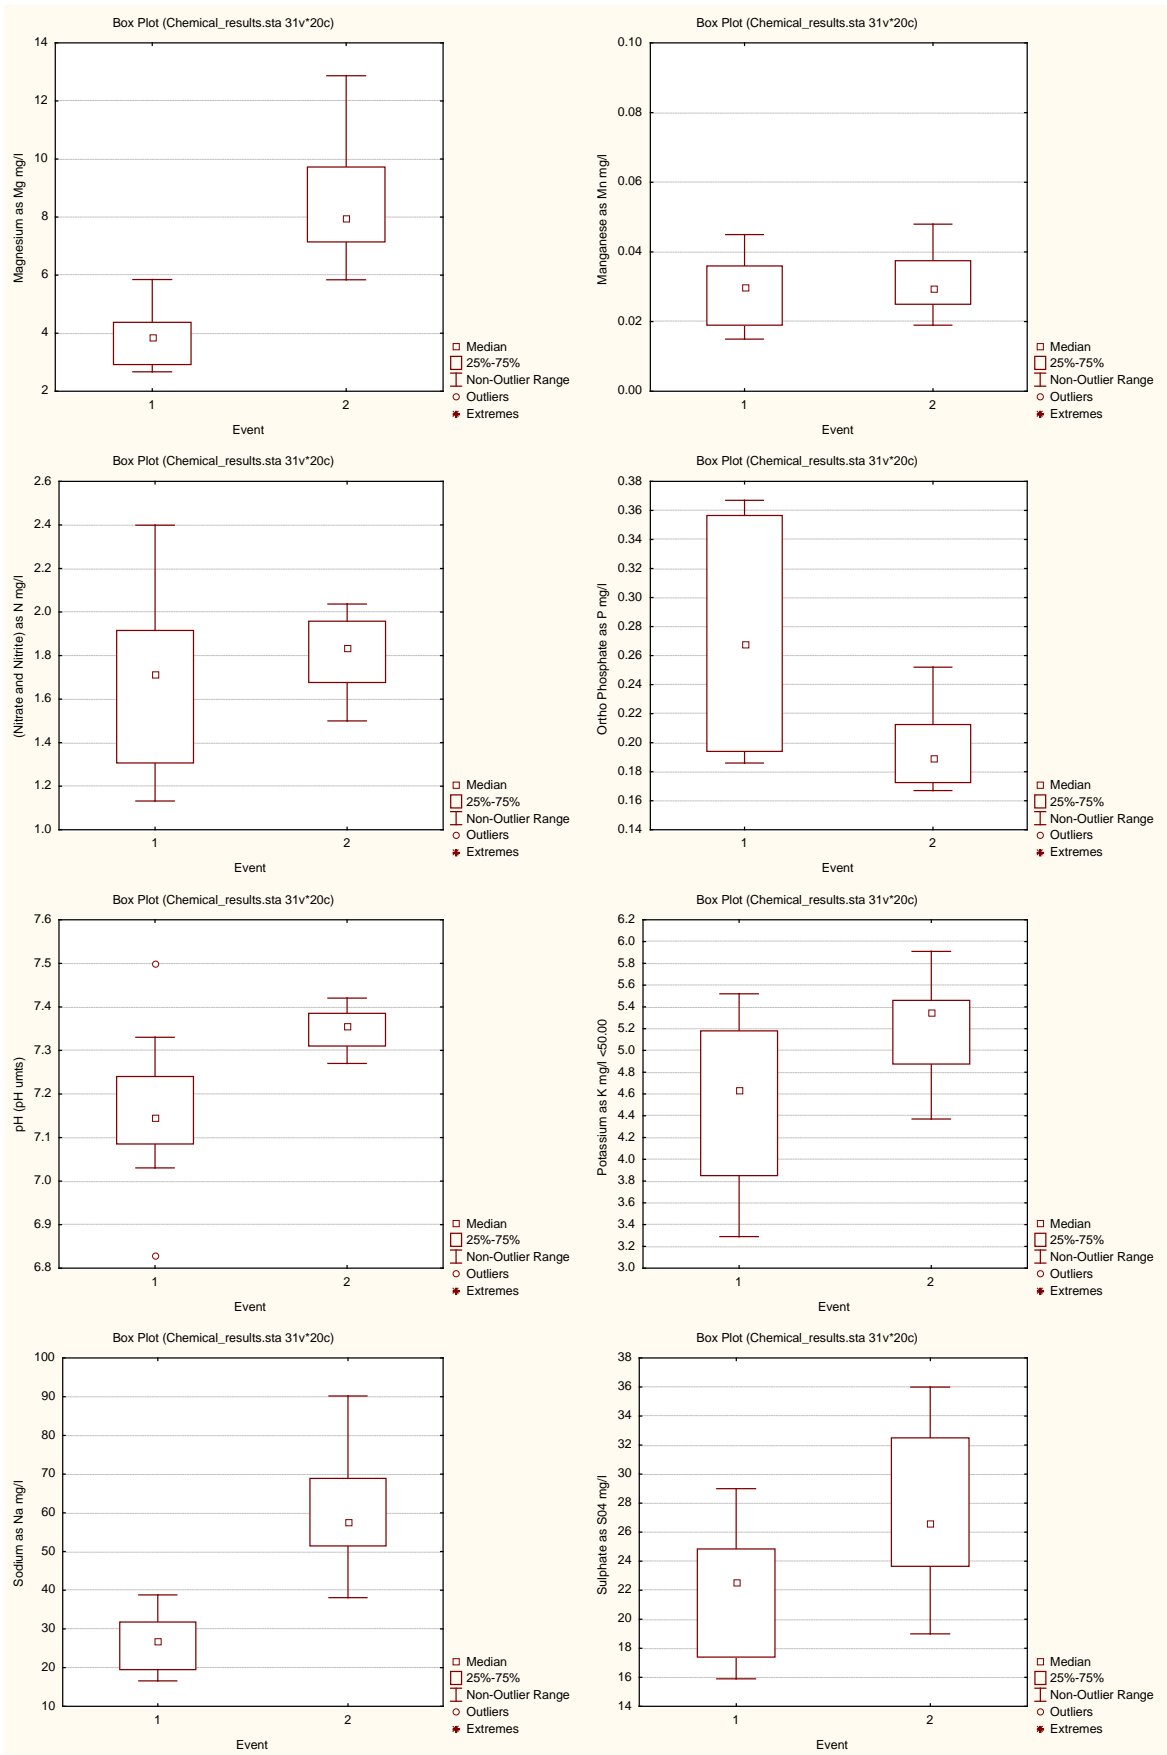 Box Plot (Chemical_results.sta 31v*20c)
Magnesium as Mg mg/l
14
12
10
8
6
4
2
1
2
Event
Median
25%-75%
Non-Outlier Range
Outliers
Extremes
Box Plot (Chemical_results.sta 31v*20c)
Manganese as Mn mg/l
0.10
0.08
0.06
0.04
0.02
0.00
1
2
Event
Median
25%-75%
Non-Outlier Range
Outliers
Extremes
Box Plot (Chemical_results.sta 31v*20c)
(Nitrate and Nitrite) as N mg/l
2.6
2.4
2.2
2.0
1.8
1.6
1.4
1.2
1.0
1
2
Event
Median
25%-75%
Non-Outlier Range
Outliers
Extremes
Box Plot (Chemical_results.sta 31v*20c)
Ortho Phosphate as P mg/l
0.38
0.36
0.34
0.32
0.30
0.28
0.26
0.24
0.22
0.20
0.18
0.16
0.14
1
2
Event
Median
25%-75%
Non-Outlier Range
Outliers
Extremes
Box Plot (Chemical_results.sta 31v*20c)
pH (pH umts)
7.6
7.5
7.4
7.3
7.2
7.1
7.0
6.9
6.8
1
2
Event
Median
25%-75%
Non-Outlier Range
Outliers
Extremes
Box Plot (Chemical_results.sta 31v*20c)
Potassium as K mg/l <50.00
6.2
6.0
5.8
5.6
5.4
5.2
5.0
4.8
4.6
4.4
4.2
4.0
3.8
3.6
3.4
3.2
3.0
1
2
Event
Median
25%-75%
Non-Outlier Range
Outliers
Extremes
Box Plot (Chemical_results.sta 31v*20c)
Sodium as Na mg/l
100
90
80
70
60
50
40
30
20
10
1
2
Event
Median
25%-75%
Non-Outlier Range
Outliers
Extremes
Box Plot (Chemical_results.sta 31v*20c)
Sulphate as S04 mg/l
38
36
34
32
30
28
26
24
22
20
18
16
14
1
2
Event
Median
25%-75%
Non-Outlier Range
Outliers
Extremes